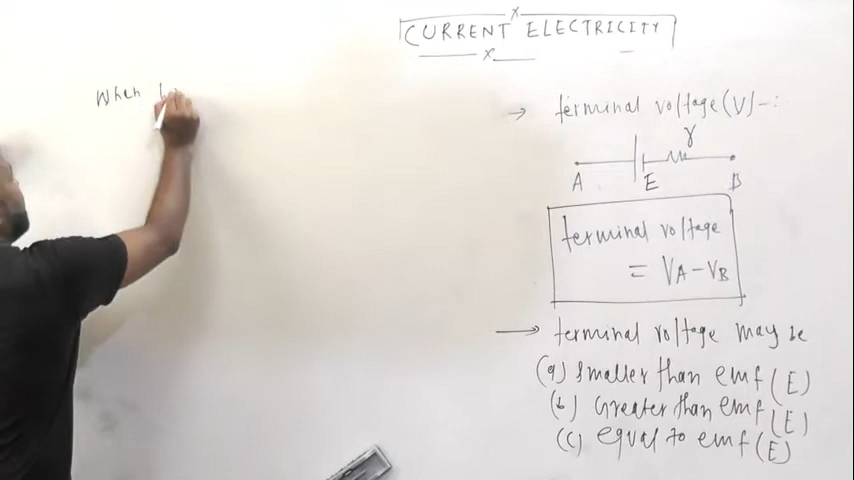 CURRENT ELECTRICITY
When
→ terminal voltage (V) -:
r
A E B
terminal voltage
= VA - VB
→ terminal voltage may be
(a) Smaller than emf (E)
(b) Greater than emf (E)
(c) equal to emf (E)